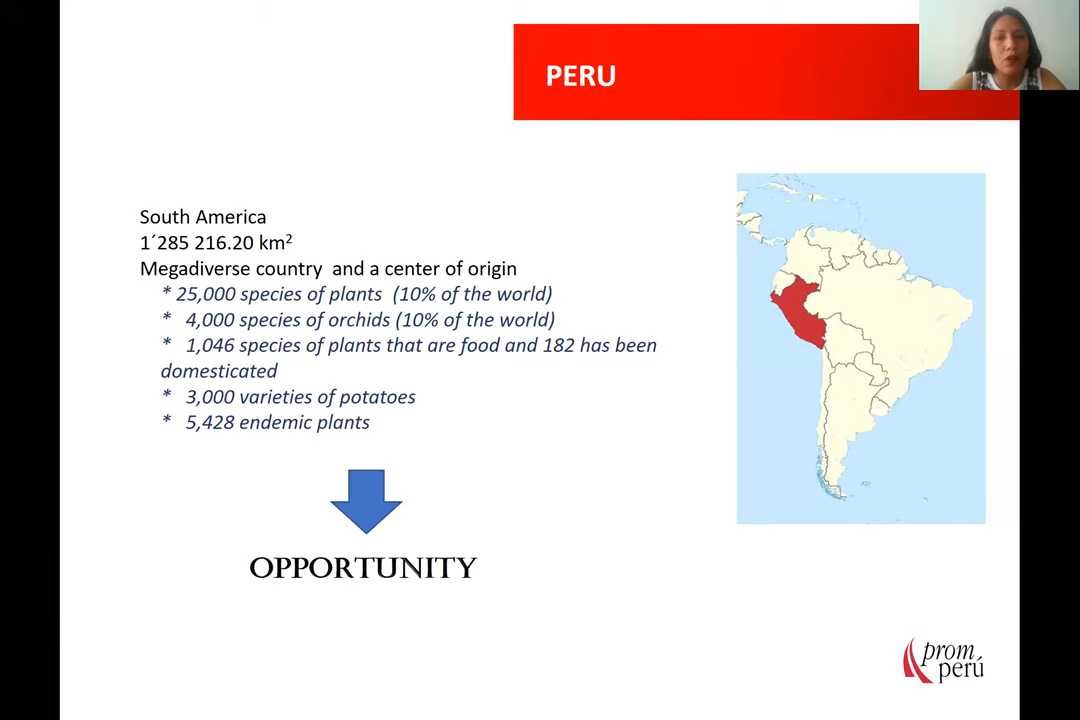 PERU
South America
1´285 216.20 km²
Megadiverse country  and a center of origin
* 25,000 species of plants  (10% of the world)
*   4,000 species of orchids (10% of the world)
*   1,046 species of plants that are food and 182 has been
domesticated
*   3,000 varieties of potatoes
*   5,428 endemic plants
OPPORTUNITY
prom
perú